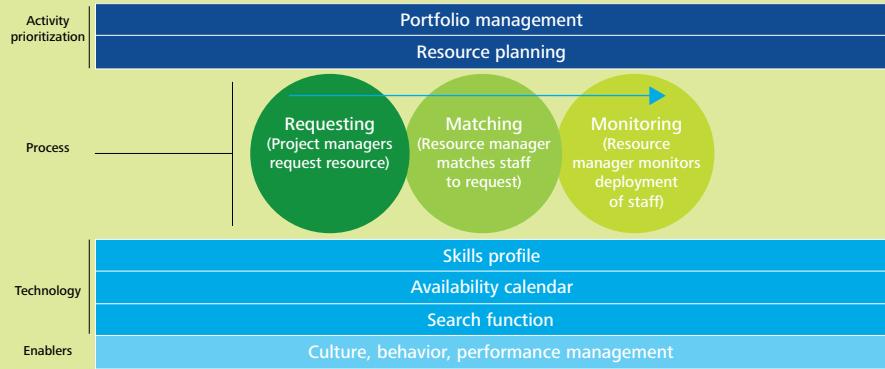 Activity
prioritization
Portfolio management
Resource planning
Process
Requesting
(Project managers
request resource)
Matching
(Resource manager
matches staff
to request)
Monitoring
(Resource
manager monitors
deployment
of staff)
Technology
Skills profile
Availability calendar
Search function
Enablers
Culture, behavior, performance management